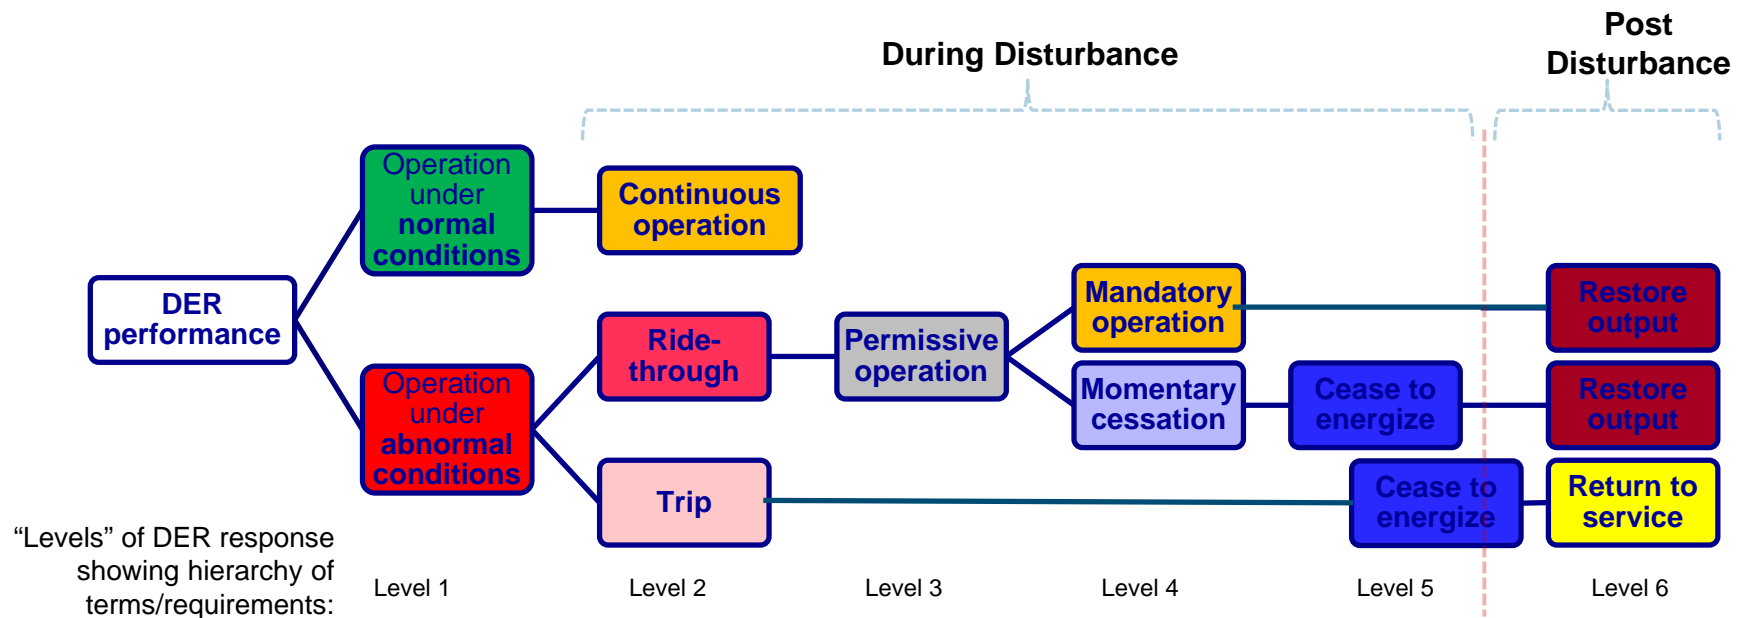 During Disturbance
Post
Disturbance
Operation
under
normal
conditions
Continuous
operation
DER
performance
Operation
under
abnormal
conditions
Ride-
through
Permissive
operation
Mandatory
operation
Restore
output
Momentary
cessation
Cease to
energize
Restore
output
Trip
Cease to
energize
Return to
service
“Levels” of DER response
showing hierarchy of
terms/requirements:
Level 1
Level 2
Level 3
Level 4
Level 5
Level 6